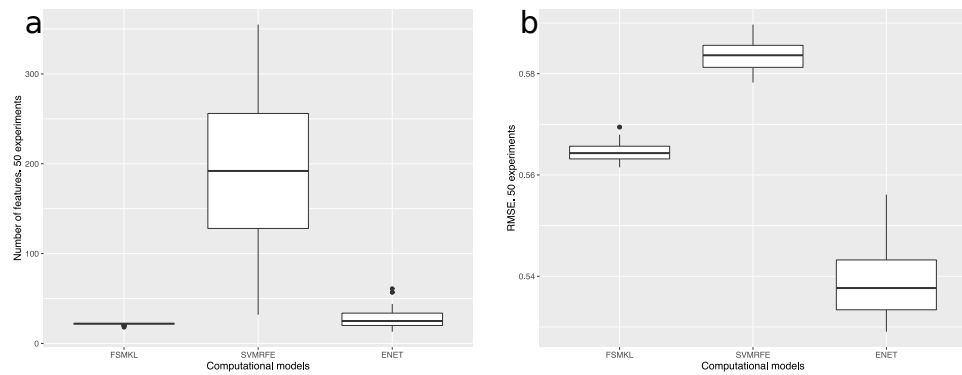 a
Number of features. 50 experiments
300
200
100
0
FSMKL
SVMRFE
ENET
Computational models
b
RMSE. 50 experiments
0.58
0.56
0.54
FSMKL
SVMRFE
ENET
Computational models